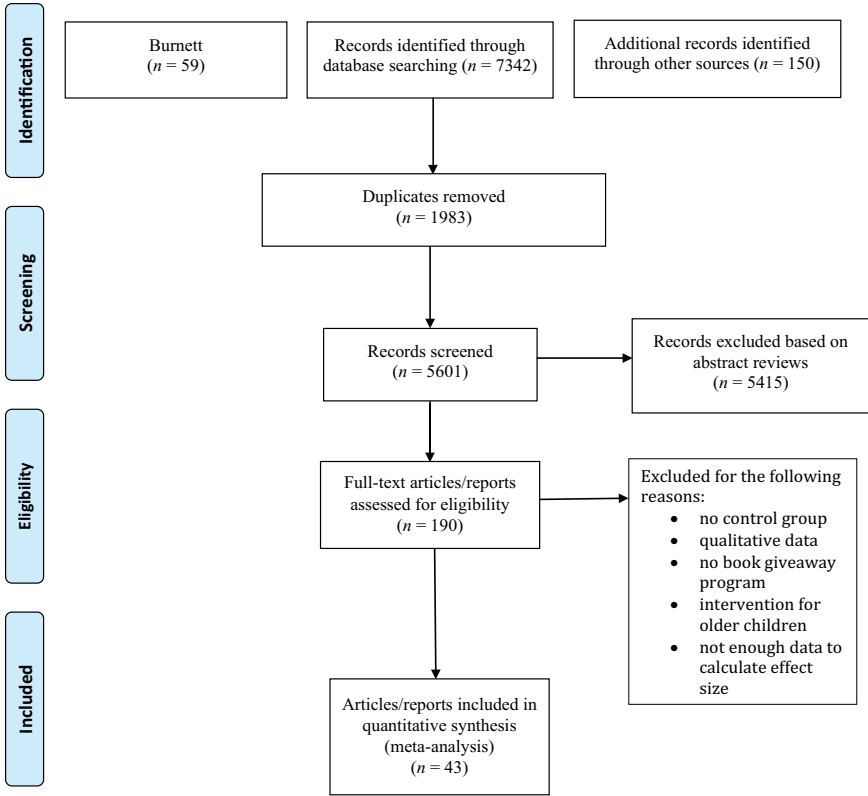 Identification
Burnett
(n = 59)
Records identified through
database searching (n = 7342)
Additional records identified
through other sources (n = 150)
Duplicates removed
(n = 1983)
Screening
Records screened
(n = 5601)
Records excluded based on
abstract reviews
(n = 5415)
Eligibility
Full-text articles/reports
assessed for eligibility
(n = 190)
Excluded for the following
reasons:
• no control group
• qualitative data
• no book giveaway
program
• intervention for
older children
• not enough data to
calculate effect
size
Included
Articles/reports included in
quantitative synthesis
(meta-analysis)
(n = 43)